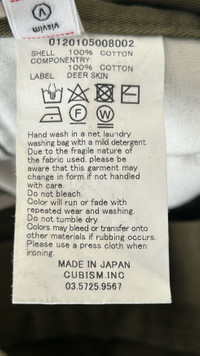 visvim
0120105008002
SHELL 100% COTTON
COMPONENTRY:
100% COTTON
LABEL DEER SKIN
F W
Hand wash in a net laundry
washing bag with a mild detergent.
Due to the fragile nature of
the fabric used, please be
aware that this garment may
change in form if not handled
with care.
Do not bleach.
Color will run or fade with
repeated wear and washing.
Do not tumble dry.
Colors may bleed or transfer onto
other materials if rubbing occurs.
Please use a press cloth when
ironing.
MADE IN JAPAN
CUBISM.INC
03.5725.9567